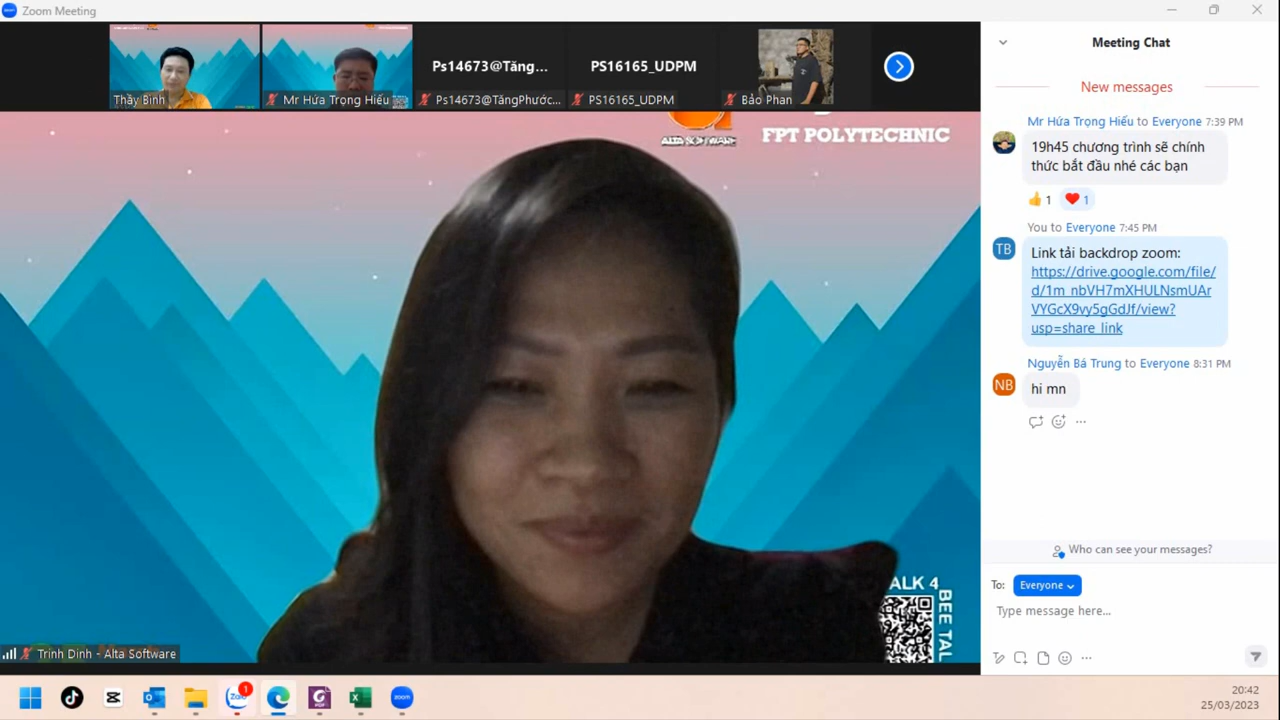 Zoom Meeting
Thầy Bình
Mr Hứa Trọng Hiếu
Ps14673@Tăng...
Ps14673@TăngPhước...
PS16165_UDPM
PS16165_UDPM
Bảo Phan
ALTA SOFTWARE
FPT POLYTECHNIC
ALK 4
BEE TAL
Trinh Dinh - Alta Software
Meeting Chat
New messages
Mr Hứa Trọng Hiếu to Everyone 7:39 PM
19h45 chương trình sẽ chính
thức bắt đầu nhé các bạn
👍 1 ❤️ 1
You to Everyone 7:45 PM
TB
Link tải backdrop zoom:
https://drive.google.com/file/
d/1m_nbVH7mXHULNsmUAr
VYGcX9vy5gGdJf/view?
usp=share_link
Nguyễn Bá Trung to Everyone 8:31 PM
NB
hi mn
Who can see your messages?
To: Everyone
Type message here...
Zalo
1
zoom
20:42
25/03/2023